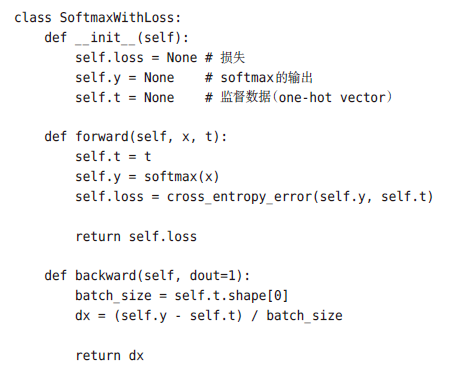 class SoftmaxWithLoss:
    def __init__(self):
        self.loss = None # 损失
        self.y = None    # softmax的输出
        self.t = None    # 监督数据(one-hot vector)

    def forward(self, x, t):
        self.t = t
        self.y = softmax(x)
        self.loss = cross_entropy_error(self.y, self.t)

        return self.loss

    def backward(self, dout=1):
        batch_size = self.t.shape[0]
        dx = (self.y - self.t) / batch_size

        return dx